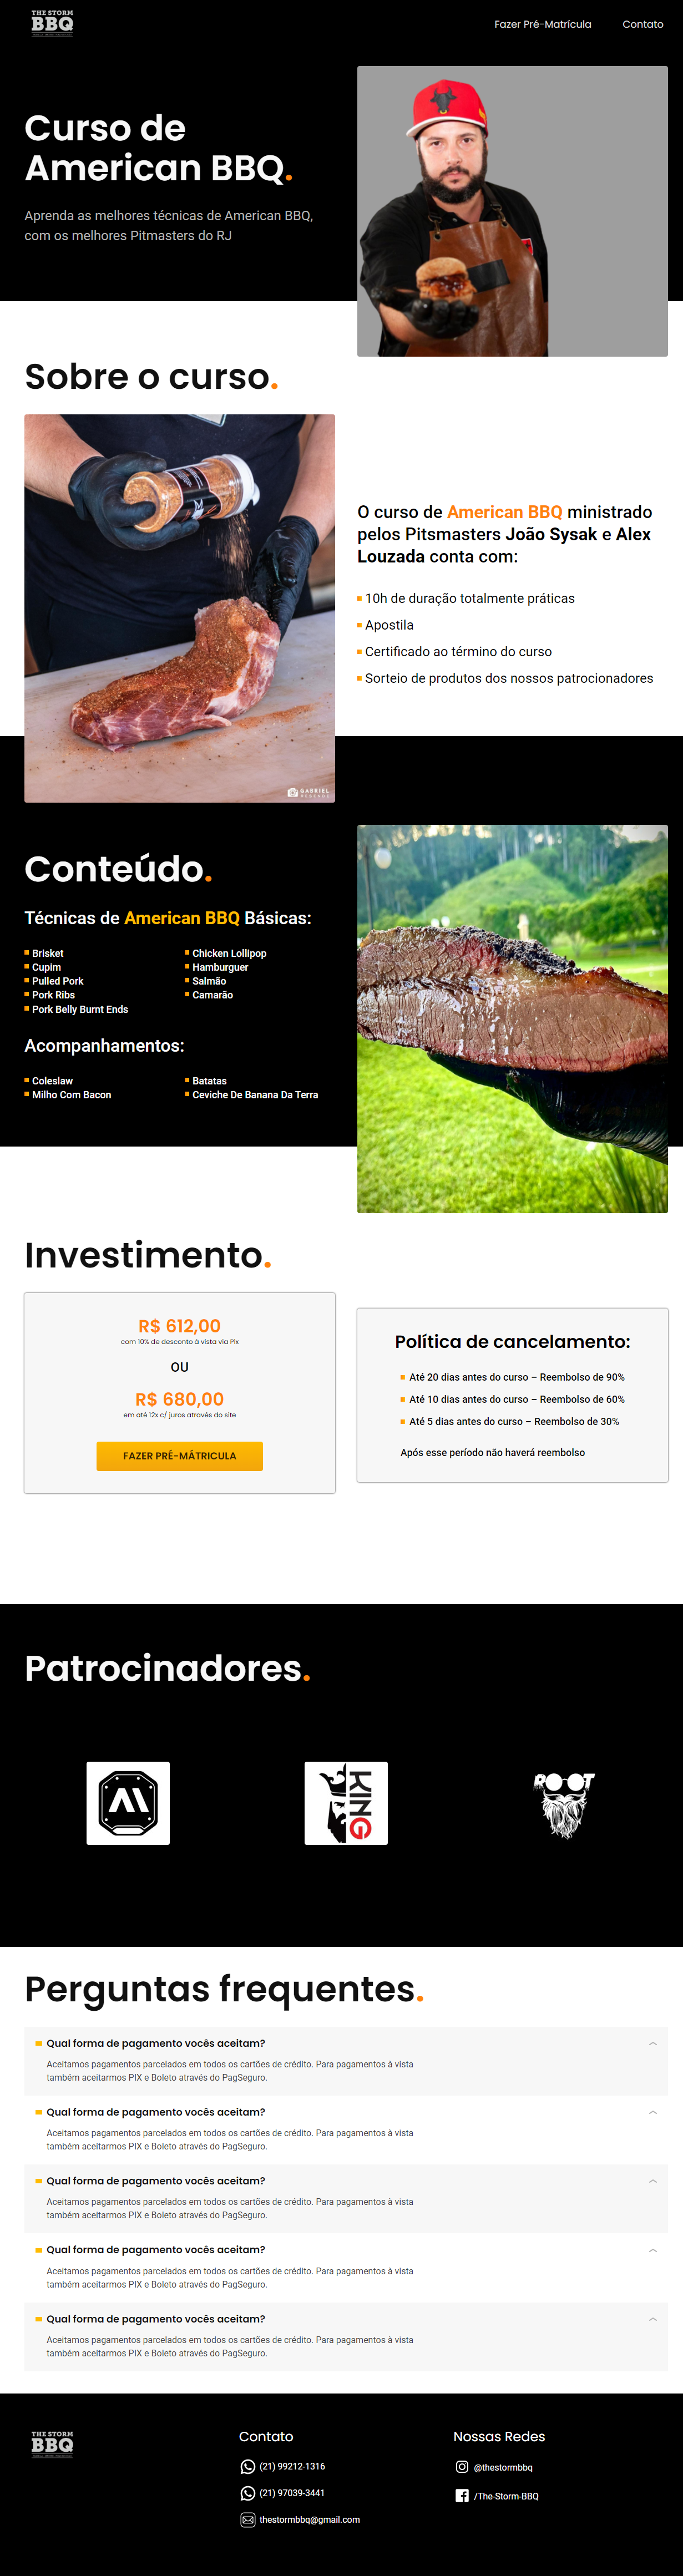 THE STORM
BBQ
Fazer Pré-Matrícula
Contato
Curso de
American BBQ.
Aprenda as melhores técnicas de American BBQ,
com os melhores Pitmasters do RJ
Sobre o curso.
GABRIEL
O curso de American BBQ ministrado
pelos Pitsmasters João Sysak e Alex
Louzada conta com:
10h de duração totalmente práticas
Apostila
Certificado ao término do curso
Sorteio de produtos dos nossos patrocionadores
Conteúdo.
Técnicas de American BBQ Básicas:
Brisket
Cupim
Pulled Pork
Pork Ribs
Pork Belly Burnt Ends
Chicken Lollipop
Hamburguer
Salmão
Camarão
Acompanhamentos:
Coleslaw
Milho Com Bacon
Batatas
Ceviche De Banana Da Terra
Investimento.
R$ 612,00
com 10% de desconto à vista via Pix
OU
R$ 680,00
em até 12x c/ juros através do site
FAZER PRÉ-MÁTRICULA
Política de cancelamento:
Até 20 dias antes do curso – Reembolso de 90%
Até 10 dias antes do curso – Reembolso de 60%
Até 5 dias antes do curso – Reembolso de 30%
Após esse período não haverá reembolso
Patrocinadores.
KING
ROOT
Perguntas frequentes.
Qual forma de pagamento vocês aceitam?
Aceitamos pagamentos parcelados em todos os cartões de crédito. Para pagamentos à vista
também aceitarmos PIX e Boleto através do PagSeguro.
Qual forma de pagamento vocês aceitam?
Aceitamos pagamentos parcelados em todos os cartões de crédito. Para pagamentos à vista
também aceitarmos PIX e Boleto através do PagSeguro.
Qual forma de pagamento vocês aceitam?
Aceitamos pagamentos parcelados em todos os cartões de crédito. Para pagamentos à vista
também aceitarmos PIX e Boleto através do PagSeguro.
Qual forma de pagamento vocês aceitam?
Aceitamos pagamentos parcelados em todos os cartões de crédito. Para pagamentos à vista
também aceitarmos PIX e Boleto através do PagSeguro.
Qual forma de pagamento vocês aceitam?
Aceitamos pagamentos parcelados em todos os cartões de crédito. Para pagamentos à vista
também aceitarmos PIX e Boleto através do PagSeguro.
THE STORM
BBQ
Contato
(21) 99212-1316
(21) 97039-3441
thestormbbq@gmail.com
Nossas Redes
@thestormbbq
/The-Storm-BBQ